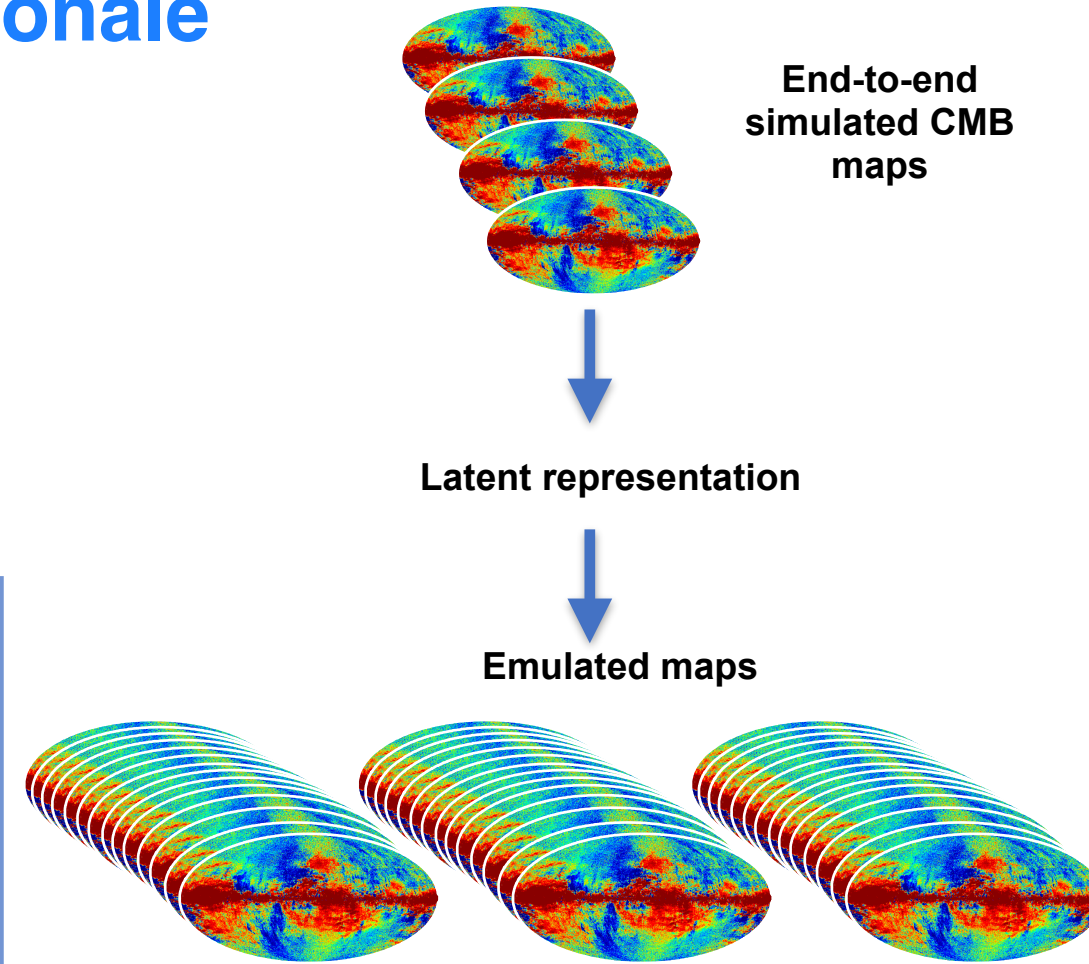 onale
End-to-end
simulated CMB
maps
Latent representation
Emulated maps